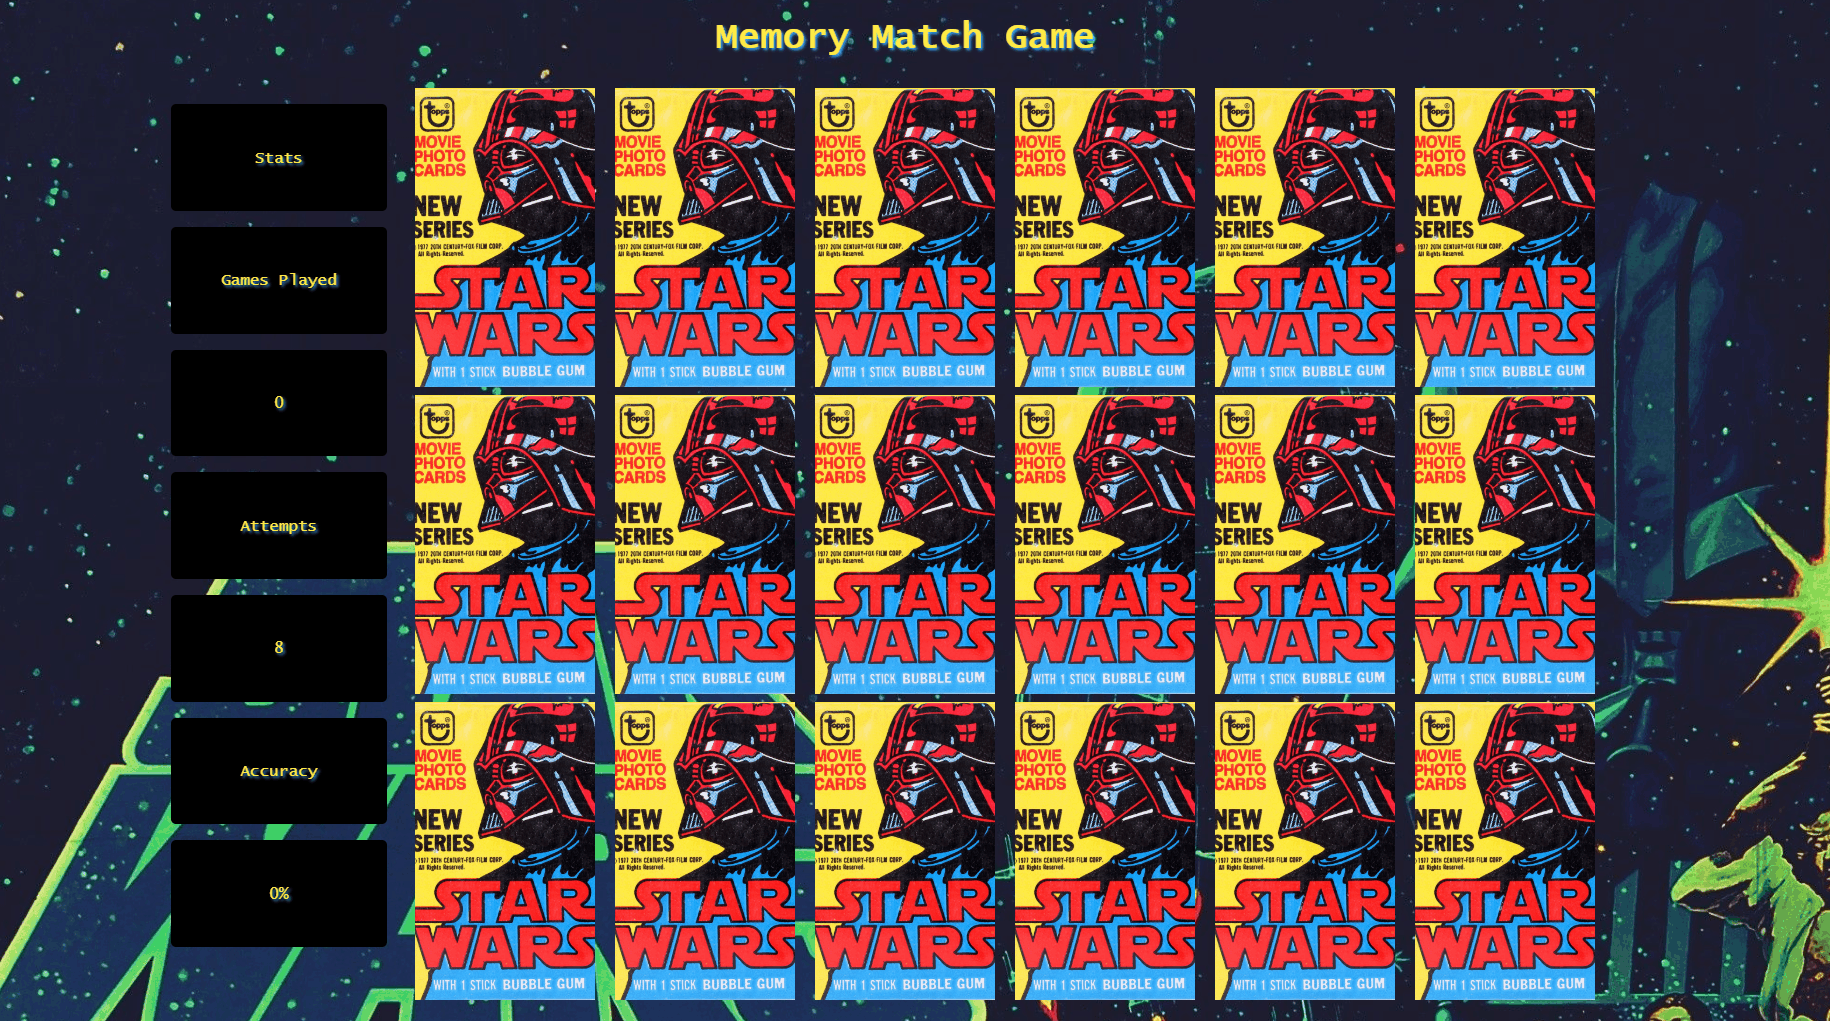 Memory Match Game
Stats
Games Played
0
Attempts
8
Accuracy
0%
topps ®
MOVIE
PHOTO
CARDS
NEW
SERIES
1977 20TH CENTURY-FOX FILM CORP.
All Rights Reserved.
STAR
WARS
WITH 1 STICK BUBBLE GUM
topps ®
MOVIE
PHOTO
CARDS
NEW
SERIES
1977 20TH CENTURY-FOX FILM CORP.
All Rights Reserved.
STAR
WARS
WITH 1 STICK BUBBLE GUM
topps ®
MOVIE
PHOTO
CARDS
NEW
SERIES
1977 20TH CENTURY-FOX FILM CORP.
All Rights Reserved.
STAR
WARS
WITH 1 STICK BUBBLE GUM
topps ®
MOVIE
PHOTO
CARDS
NEW
SERIES
1977 20TH CENTURY-FOX FILM CORP.
All Rights Reserved.
STAR
WARS
WITH 1 STICK BUBBLE GUM
topps ®
MOVIE
PHOTO
CARDS
NEW
SERIES
1977 20TH CENTURY-FOX FILM CORP.
All Rights Reserved.
STAR
WARS
WITH 1 STICK BUBBLE GUM
topps ®
MOVIE
PHOTO
CARDS
NEW
SERIES
1977 20TH CENTURY-FOX FILM CORP.
All Rights Reserved.
STAR
WARS
WITH 1 STICK BUBBLE GUM
topps ®
MOVIE
PHOTO
CARDS
NEW
SERIES
1977 20TH CENTURY-FOX FILM CORP.
All Rights Reserved.
STAR
WARS
WITH 1 STICK BUBBLE GUM
topps ®
MOVIE
PHOTO
CARDS
NEW
SERIES
1977 20TH CENTURY-FOX FILM CORP.
All Rights Reserved.
STAR
WARS
WITH 1 STICK BUBBLE GUM
topps ®
MOVIE
PHOTO
CARDS
NEW
SERIES
1977 20TH CENTURY-FOX FILM CORP.
All Rights Reserved.
STAR
WARS
WITH 1 STICK BUBBLE GUM
topps ®
MOVIE
PHOTO
CARDS
NEW
SERIES
1977 20TH CENTURY-FOX FILM CORP.
All Rights Reserved.
STAR
WARS
WITH 1 STICK BUBBLE GUM
topps ®
MOVIE
PHOTO
CARDS
NEW
SERIES
1977 20TH CENTURY-FOX FILM CORP.
All Rights Reserved.
STAR
WARS
WITH 1 STICK BUBBLE GUM
topps ®
MOVIE
PHOTO
CARDS
NEW
SERIES
1977 20TH CENTURY-FOX FILM CORP.
All Rights Reserved.
STAR
WARS
WITH 1 STICK BUBBLE GUM
topps ®
MOVIE
PHOTO
CARDS
NEW
SERIES
1977 20TH CENTURY-FOX FILM CORP.
All Rights Reserved.
STAR
WARS
WITH 1 STICK BUBBLE GUM
topps ®
MOVIE
PHOTO
CARDS
NEW
SERIES
1977 20TH CENTURY-FOX FILM CORP.
All Rights Reserved.
STAR
WARS
WITH 1 STICK BUBBLE GUM
topps ®
MOVIE
PHOTO
CARDS
NEW
SERIES
1977 20TH CENTURY-FOX FILM CORP.
All Rights Reserved.
STAR
WARS
WITH 1 STICK BUBBLE GUM
topps ®
MOVIE
PHOTO
CARDS
NEW
SERIES
1977 20TH CENTURY-FOX FILM CORP.
All Rights Reserved.
STAR
WARS
WITH 1 STICK BUBBLE GUM
topps ®
MOVIE
PHOTO
CARDS
NEW
SERIES
1977 20TH CENTURY-FOX FILM CORP.
All Rights Reserved.
STAR
WARS
WITH 1 STICK BUBBLE GUM
topps ®
MOVIE
PHOTO
CARDS
NEW
SERIES
1977 20TH CENTURY-FOX FILM CORP.
All Rights Reserved.
STAR
WARS
WITH 1 STICK BUBBLE GUM